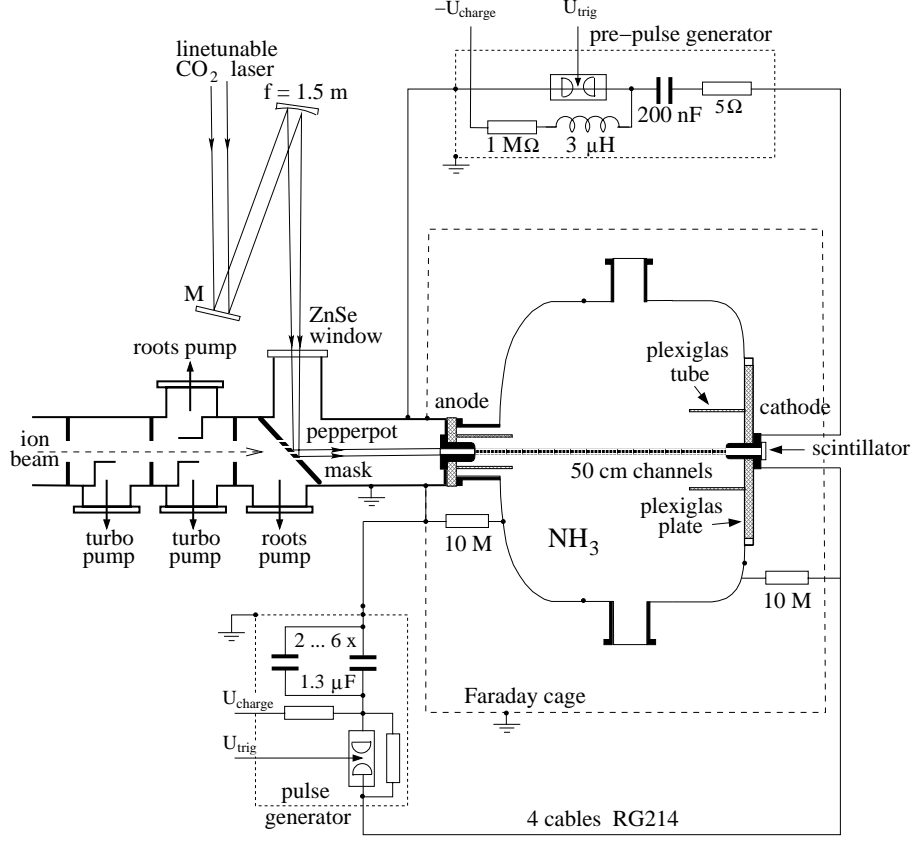 −U_charge
U_trig
pre−pulse generator
linetunable
CO2 laser
f = 1.5 m
200 nF
5Ω
1 MΩ
3 µH
M
ZnSe
window
roots pump
plexiglas
tube
anode
cathode
pepperpot
ion
beam
mask
scintillator
50 cm channels
plexiglas
plate
turbo
pump
turbo
pump
roots
pump
10 M
NH3
10 M
2 ... 6 x
1.3 µF
U_charge
Faraday cage
U_trig
pulse
generator
4 cables RG214